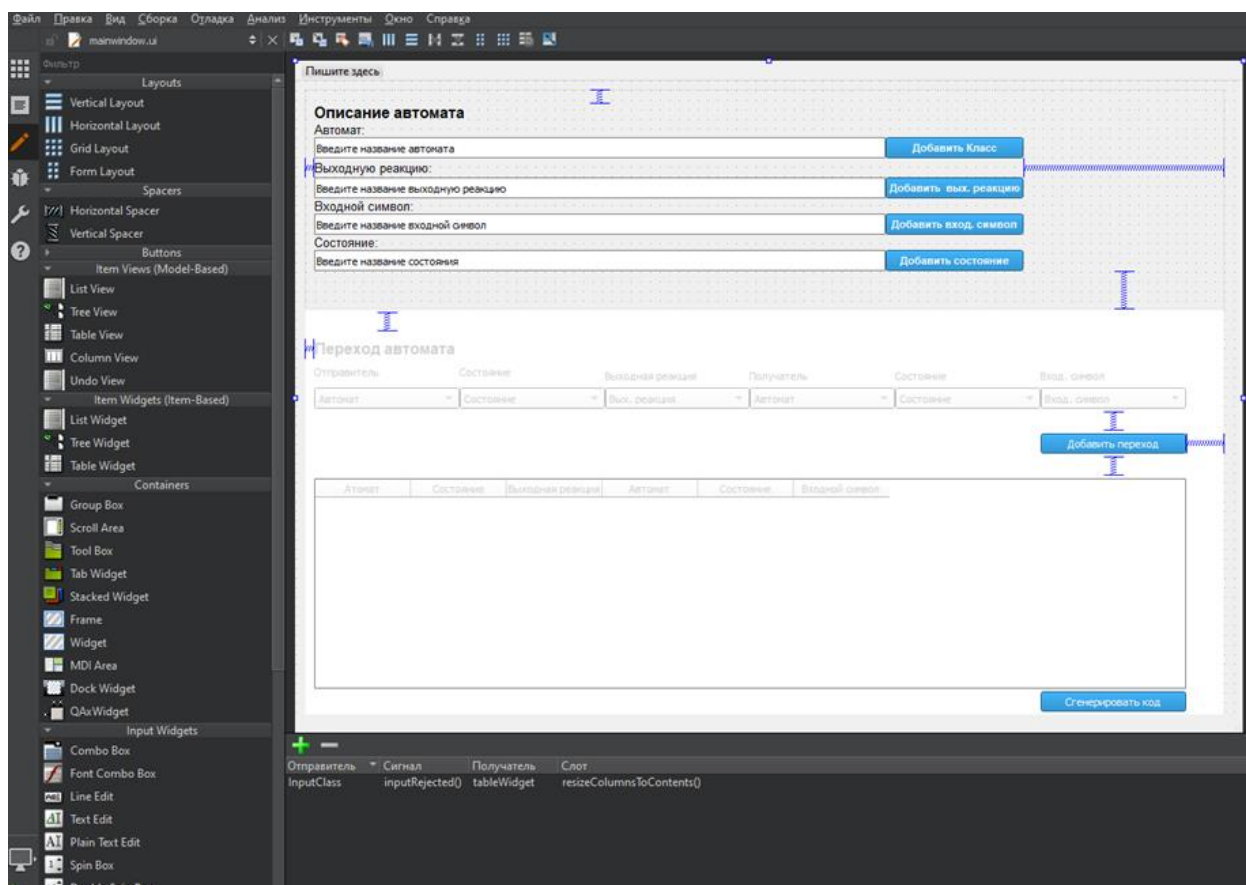 Файл Правка Вид Сборка Отладка Анализ Инструменты Окно Справка
mainwindow.ui
Фильтр
Layouts
Vertical Layout
Horizontal Layout
Grid Layout
Form Layout
Spacers
Horizontal Spacer
Vertical Spacer
Buttons
Item Views (Model-Based)
List View
Tree View
Table View
Column View
Undo View
Item Widgets (Item-Based)
List Widget
Tree Widget
Table Widget
Containers
Group Box
Scroll Area
Tool Box
Tab Widget
Stacked Widget
Frame
Widget
MDI Area
Dock Widget
QAxWidget
Input Widgets
Combo Box
Font Combo Box
Line Edit
Text Edit
Plain Text Edit
Spin Box
Пишите здесь
Описание автомата
Автомат:
Введите название автомата Добавить Класс
Выходную реакцию:
Введите название выходную реакцию Добавить вых. реакцию
Входной символ:
Введите название входной символ Добавить вход. символ
Состояние:
Введите название состояния Добавить состояние
Переход автомата
Отправитель Состояние Выходная реакция Получатель Состояние Вход. символ
Автомат Состояние Вых. реакция Автомат Состояние Вход. символ
Добавить переход
Атомат Состояние Выходная реакция Автомат Состояние Входной символ
Сгенерировать код
Отправитель Сигнал Получатель Слот
InputClass inputRejected() tableWidget resizeColumnsToContents()